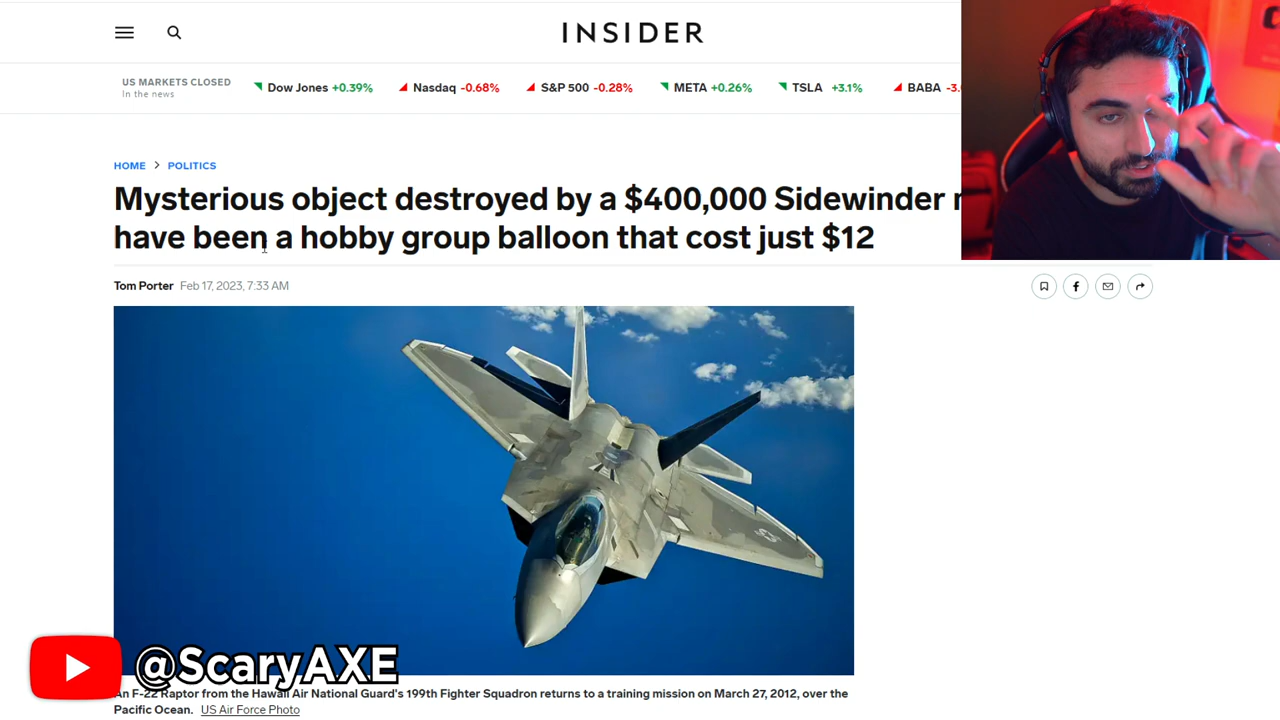 INSIDER
US MARKETS CLOSED
In the news
Dow Jones +0.39%
Nasdaq -0.68%
S&P 500 -0.28%
META +0.26%
TSLA +3.1%
BABA -3.
HOME > POLITICS
Mysterious object destroyed by a $400,000 Sidewinder
have been a hobby group balloon that cost just $12
Tom Porter Feb 17, 2023, 7:33 AM
@ScaryAXE
An F-22 Raptor from the Hawaii Air National Guard's 199th Fighter Squadron returns to a training mission on March 27, 2012, over the
Pacific Ocean. US Air Force Photo